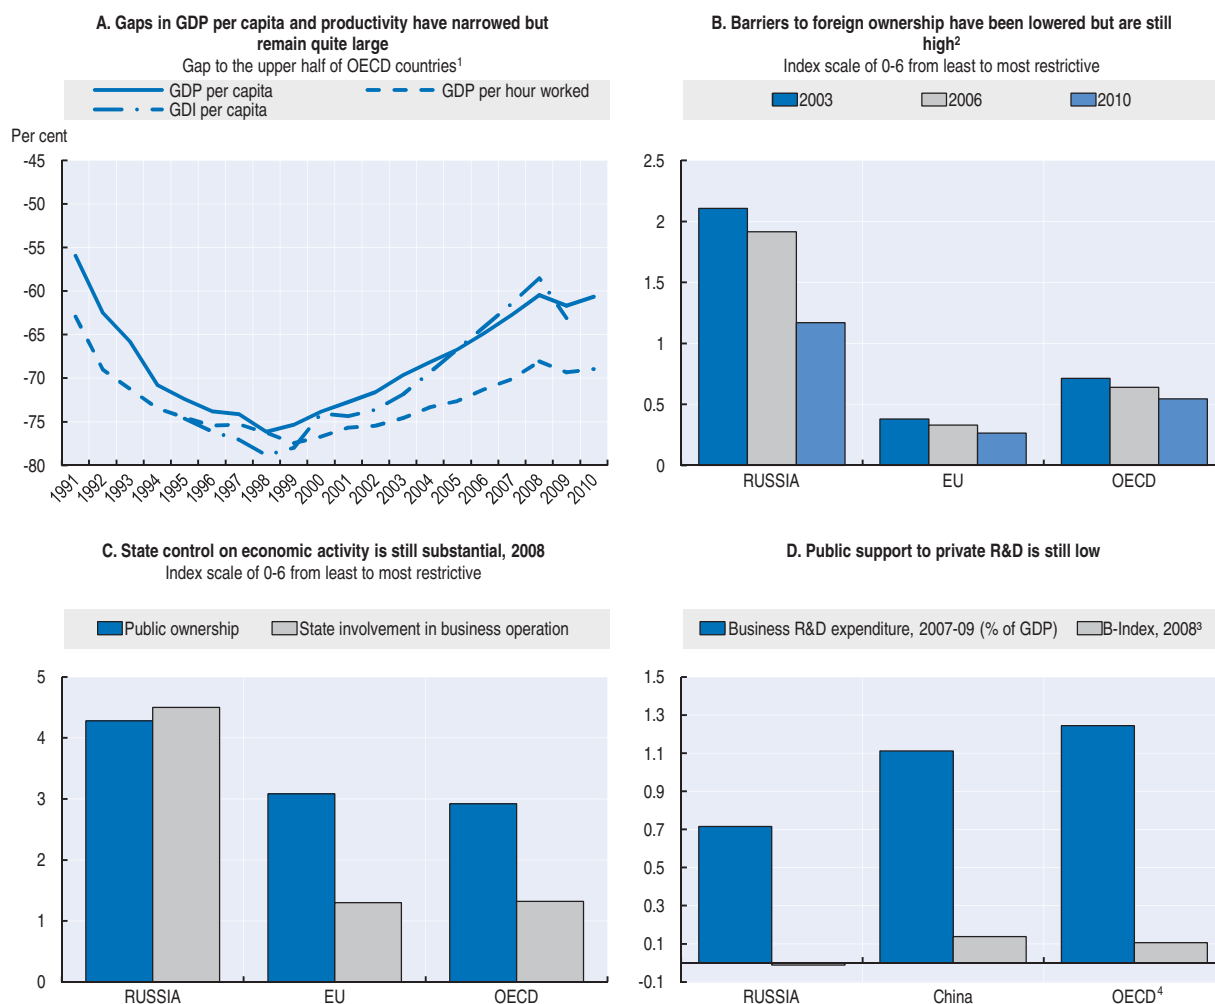 A. Gaps in GDP per capita and productivity have narrowed but
remain quite large
Gap to the upper half of OECD countries¹
GDP per capita
GDP per hour worked
GDI per capita
Per cent
-45
-50
-55
-60
-65
-70
-75
-80
1991
1992
1993
1994
1995
1996
1997
1998
1999
2000
2001
2002
2003
2004
2005
2006
2007
2008
2009
2010
B. Barriers to foreign ownership have been lowered but are still
high²
Index scale of 0-6 from least to most restrictive
2003
2006
2010
2.5
2
1.5
1
0.5
0
RUSSIA
EU
OECD
C. State control on economic activity is still substantial, 2008
Index scale of 0-6 from least to most restrictive
Public ownership
State involvement in business operation
5
4
3
2
1
0
RUSSIA
EU
OECD
D. Public support to private R&D is still low
Business R&D expenditure, 2007-09 (% of GDP)
B-Index, 2008³
1.5
1.3
1.1
0.9
0.7
0.5
0.3
0.1
-0.1
RUSSIA
China
OECD⁴